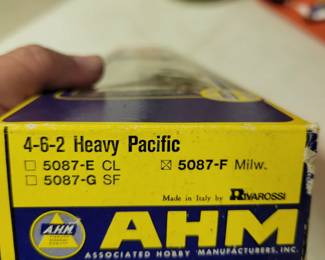 4-6-2 Heavy Pacific
☐ 5087-E CL ☒ 5087-F Milw.
☐ 5087-G SF
Made in Italy by RIVAROSSI
A.H.M. AHM
ASSOCIATED HOBBY MANUFACTURERS, INC.